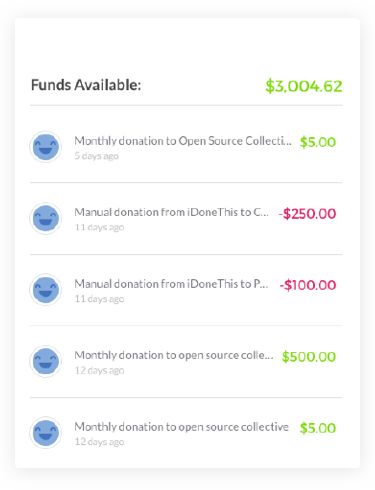 Funds Available: $3,004.62
Monthly donation to Open Source Collecti... $5.00
5 days ago
Manual donation from iDoneThis to C... -$250.00
11 days ago
Manual donation from iDoneThis to P... -$100.00
11 days ago
Monthly donation to open source colle... $500.00
12 days ago
Monthly donation to open source collective $5.00
12 days ago